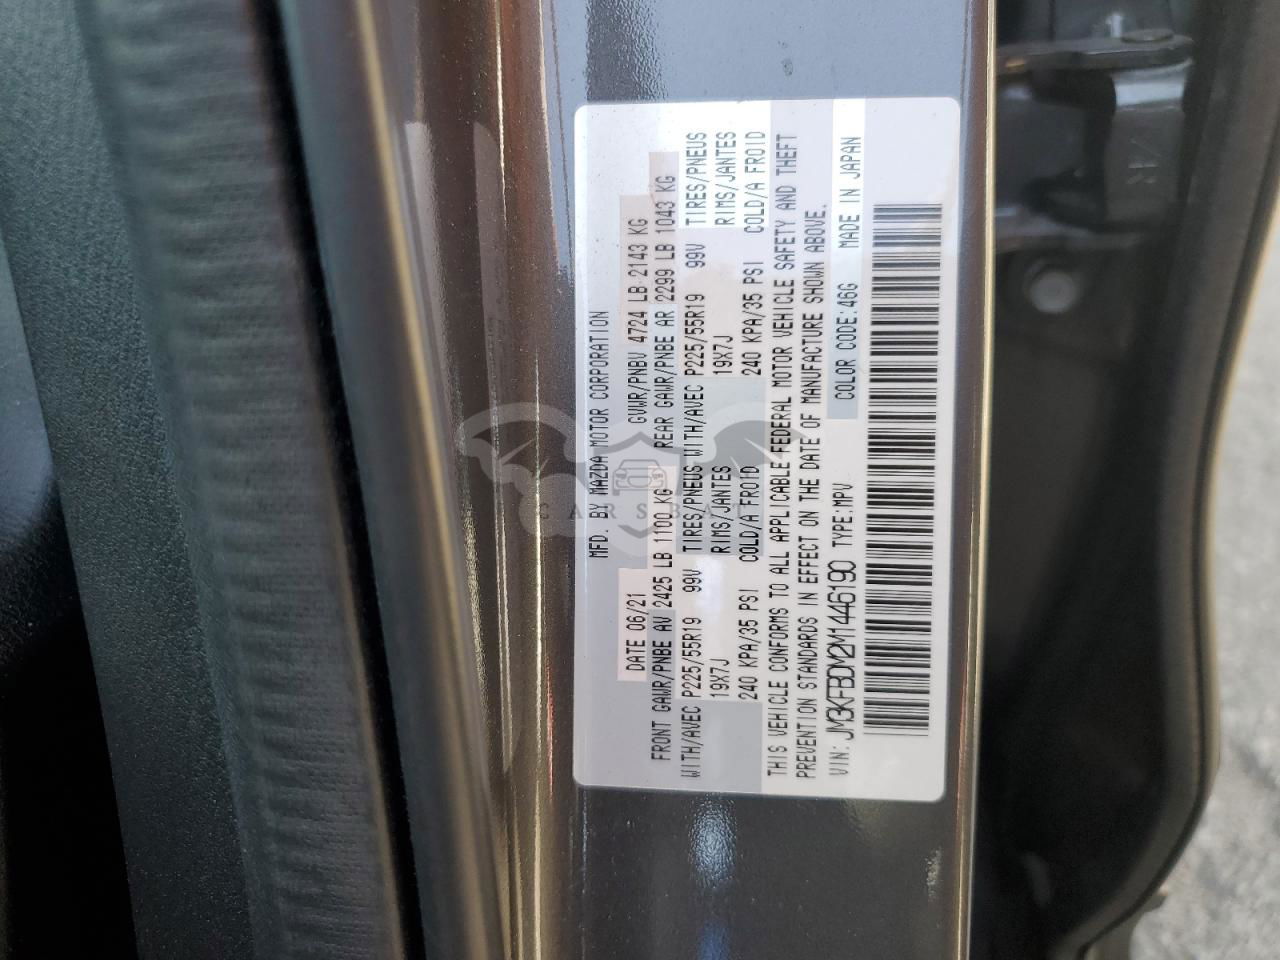 MFD. BY MAZDA MOTOR CORPORATION
DATE 06/21 GVWR/PNBV 4724 LB 2143 KG
FRONT GAWR/PNBE AV 2425 LB 1100 KG REAR GAWR/PNBE AR 2299 LB 1043 KG
WITH/AVEC P225/55R19 99V TIRES/PNEUS WITH/AVEC P225/55R19 99V TIRES/PNEUS
19X7J RIMS/JANTES 19X7J RIMS/JANTES
240 KPA/35 PSI COLD/A FROID 240 KPA/35 PSI COLD/A FROID
THIS VEHICLE CONFORMS TO ALL APPLICABLE FEDERAL MOTOR VEHICLE SAFETY AND THEFT
PREVENTION STANDARDS IN EFFECT ON THE DATE OF MANUFACTURE SHOWN ABOVE.
VIN: JM3KFBDM2M1446190 TYPE:MPV COLOR CODE:46G MADE IN JAPAN
CARSBAT